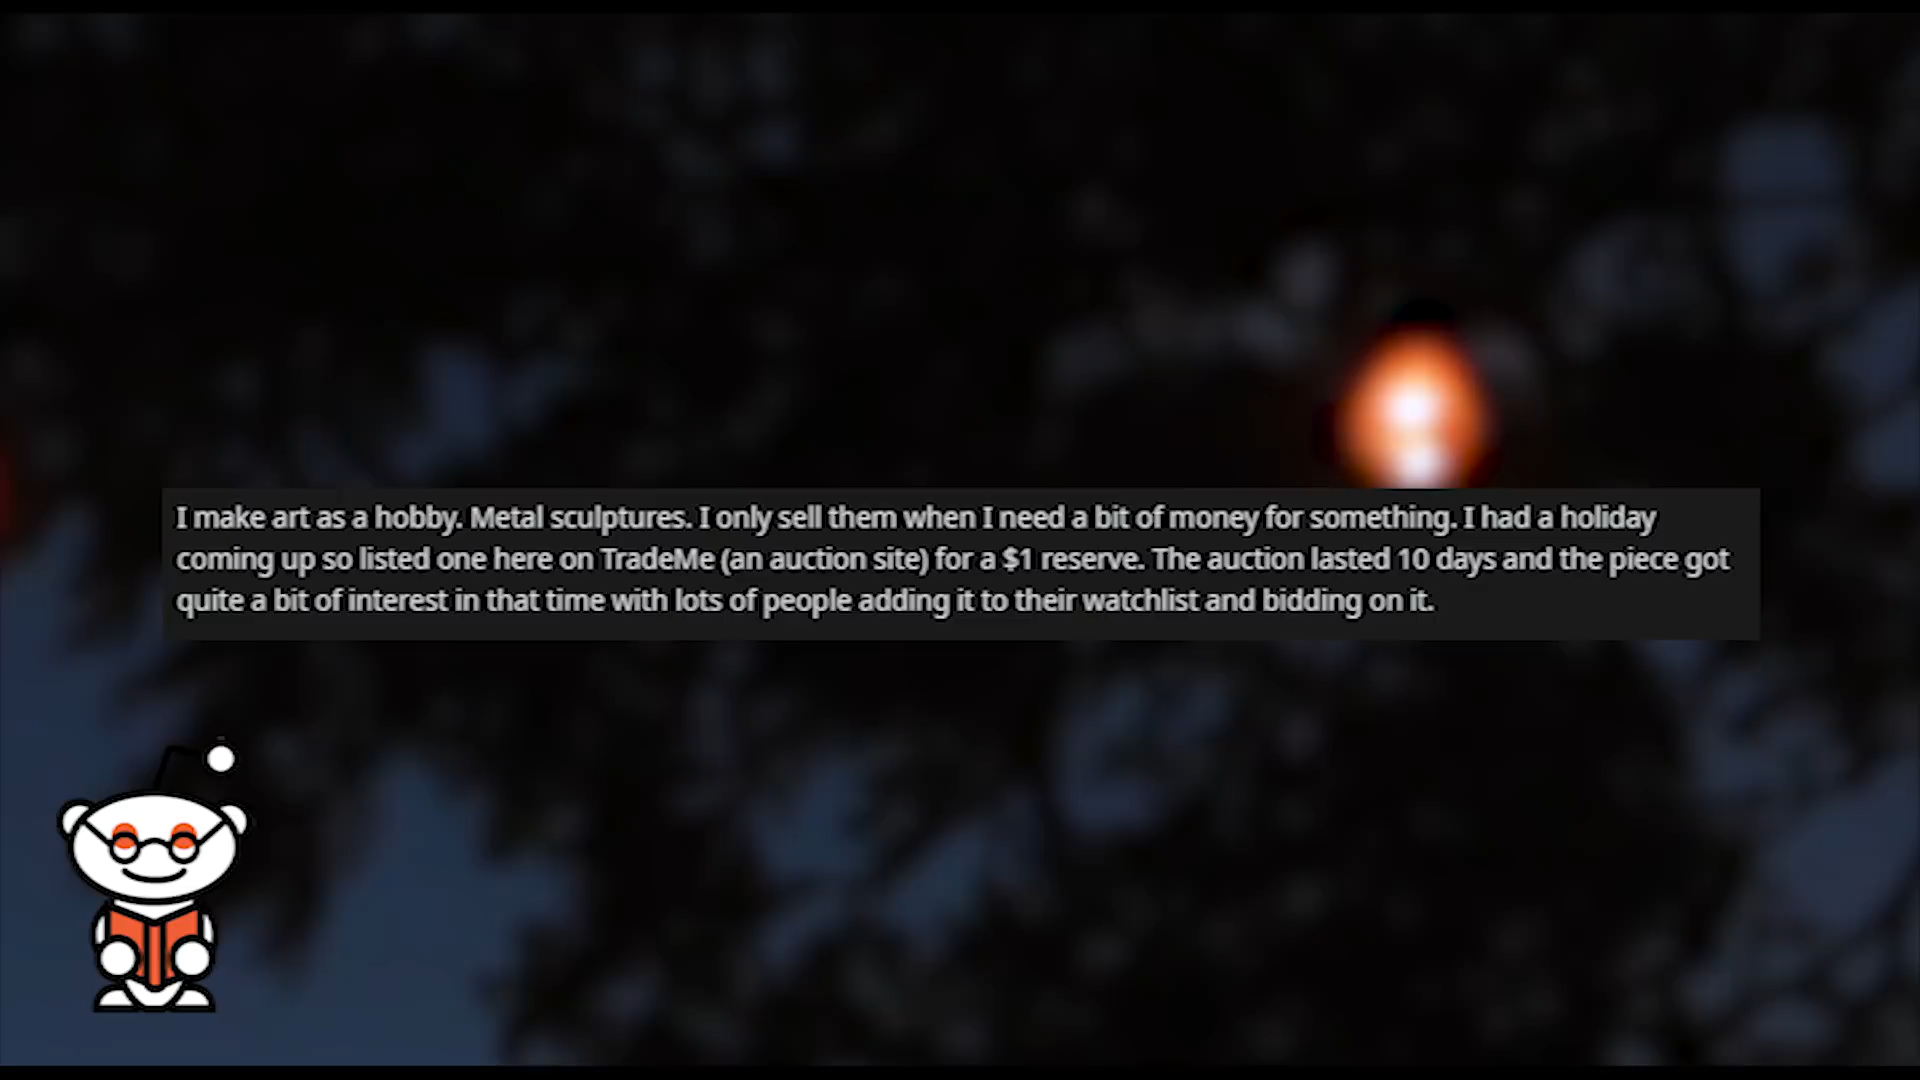 I make art as a hobby. Metal sculptures. I only sell them when I need a bit of money for something. I had a holiday
coming up so listed one here on TradeMe (an auction site) for a $1 reserve. The auction lasted 10 days and the piece got
quite a bit of interest in that time with lots of people adding it to their watchlist and bidding on it.